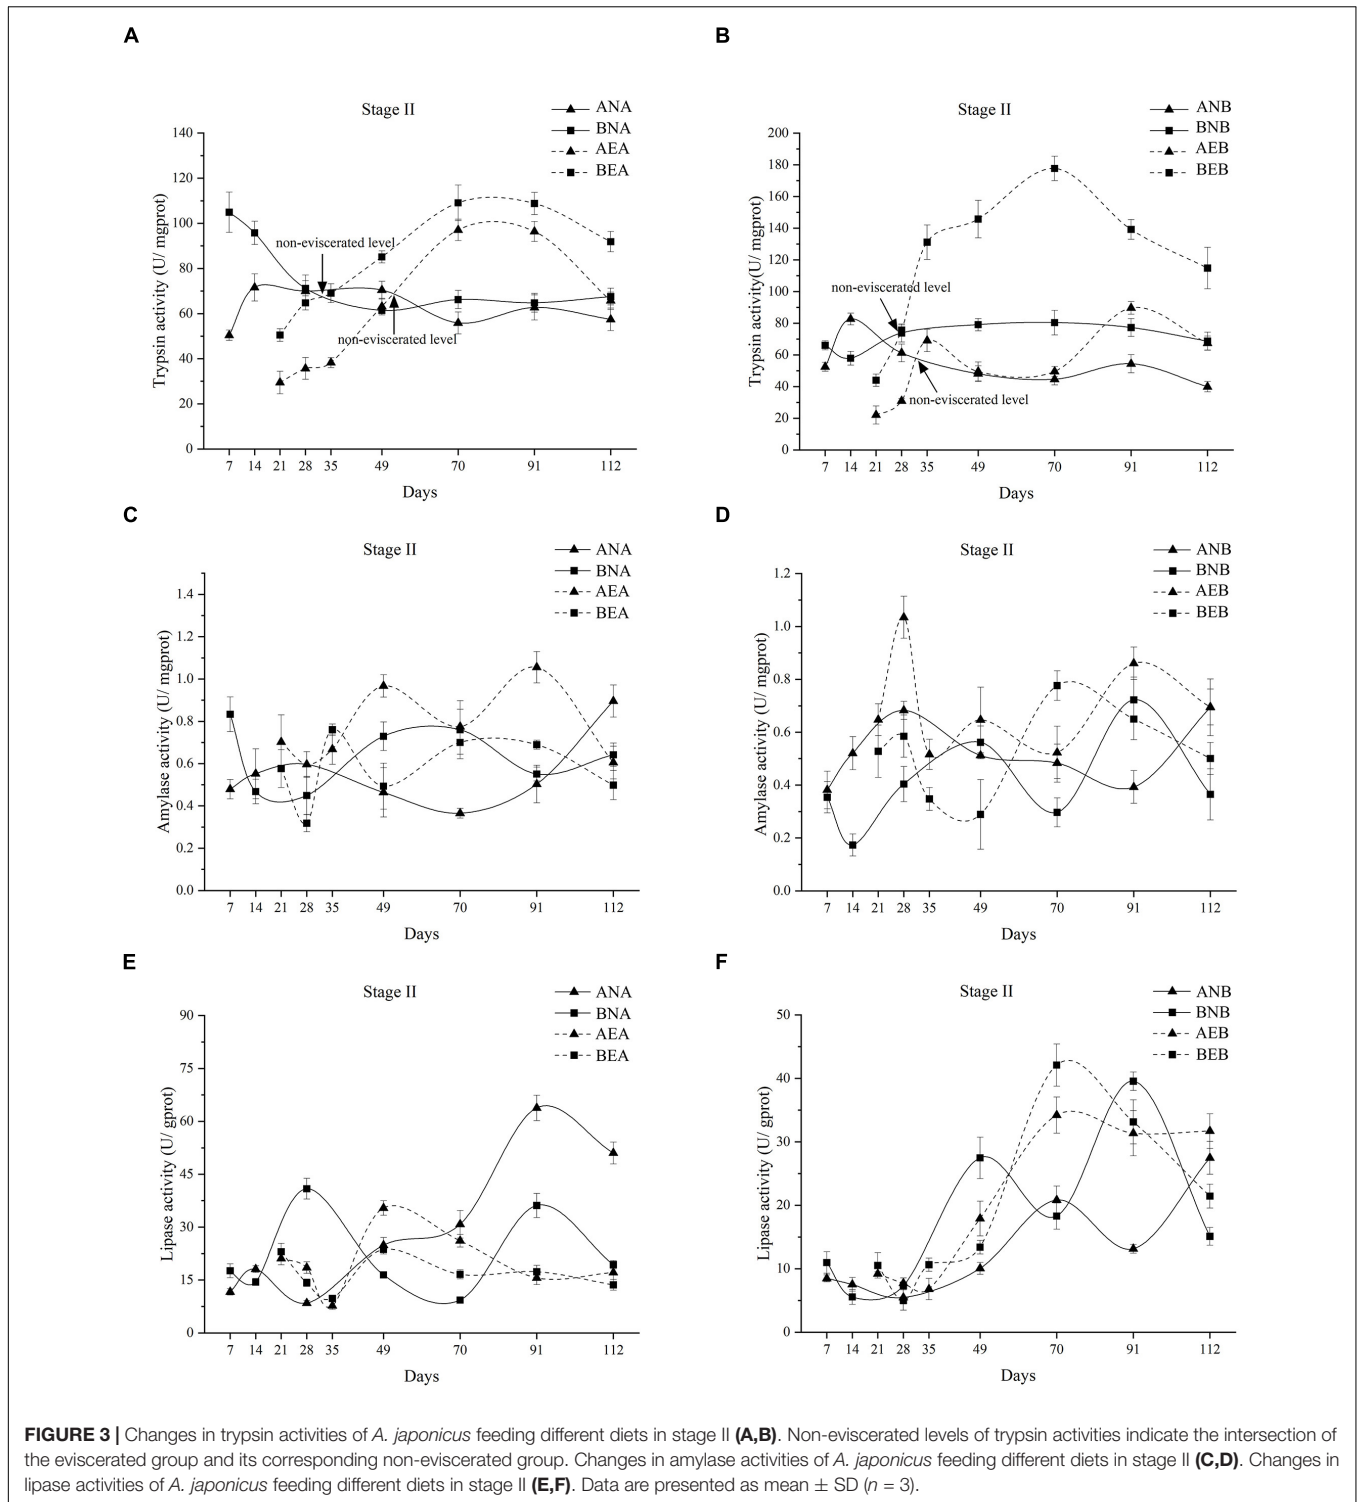 A
Stage II
ANA
BNA
AEA
BEA
Trypsin activity (U/ mgprot)
140
120
100
80
60
40
20
0
non-eviscerated level
non-eviscerated level
7 14 21 28 35 49 70 91 112
Days
B
Stage II
ANB
BNB
AEB
BEB
Trypsin activity(U/ mgprot)
200
180
160
140
120
100
80
60
40
20
0
non-eviscerated level
non-eviscerated level
7 14 21 28 35 49 70 91 112
Days
C
Stage II
ANA
BNA
AEA
BEA
Amylase activity (U/ mgprot)
1.4
1.2
1.0
0.8
0.6
0.4
0.2
0.0
7 14 21 28 35 49 70 91 112
Days
D
Stage II
ANB
BNB
AEB
BEB
Amylase activity (U/ mgprot)
1.2
1.0
0.8
0.6
0.4
0.2
0.0
7 14 21 28 35 49 70 91 112
Days
E
Stage II
ANA
BNA
AEA
BEA
Lipase activity (U/ gprot)
90
75
60
45
30
15
0
7 14 21 28 35 49 70 91 112
Days
F
Stage II
ANB
BNB
AEB
BEB
Lipase activity (U/ gprot)
50
40
30
20
10
0
7 14 21 28 35 49 70 91 112
Days
FIGURE 3 | Changes in trypsin activities of A. japonicus feeding different diets in stage II (A,B). Non-eviscerated levels of trypsin activities indicate the intersection of
the eviscerated group and its corresponding non-eviscerated group. Changes in amylase activities of A. japonicus feeding different diets in stage II (C,D). Changes in
lipase activities of A. japonicus feeding different diets in stage II (E,F). Data are presented as mean ± SD (n = 3).